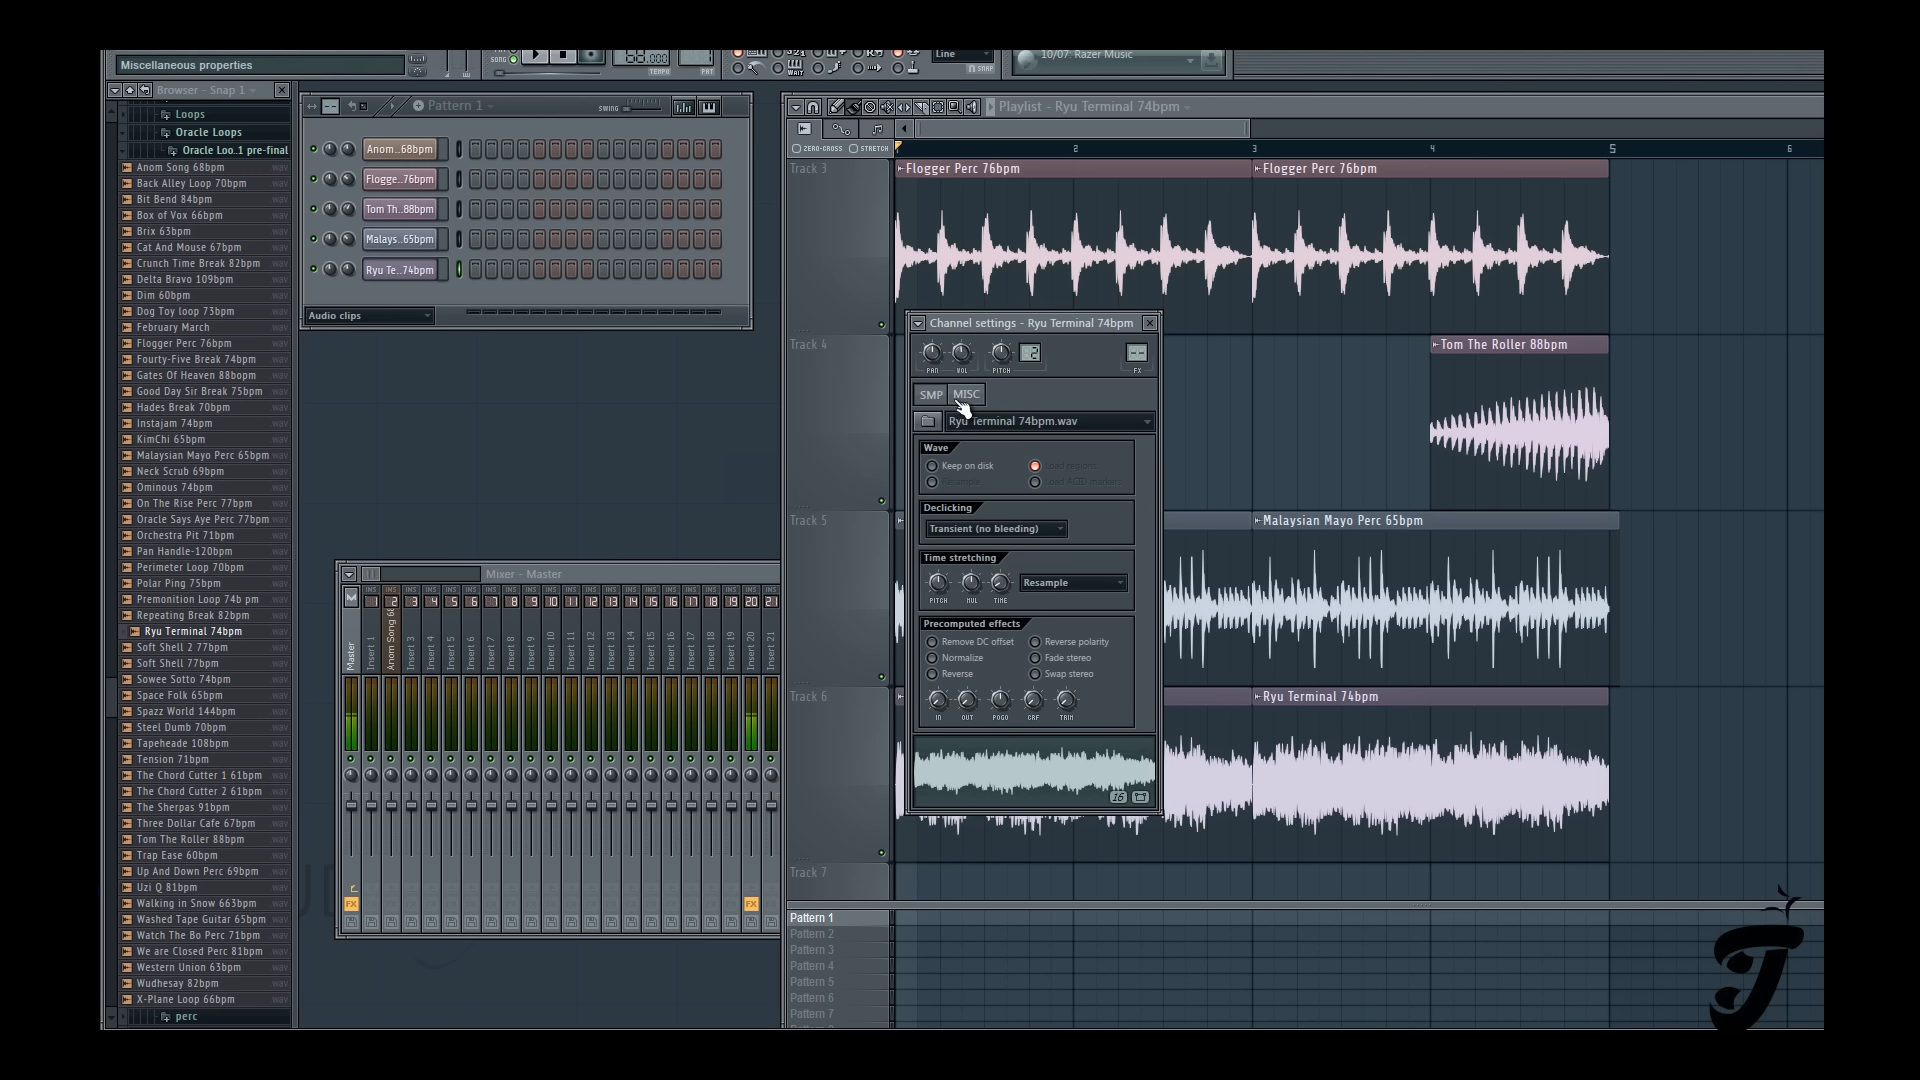 Miscellaneous properties
SONG
TEMPO
PAT
WAIT
Line
SNAP
10/07: Razer Music
Browser - Snap 1
Loops
Oracle Loops
Oracle Loo..1 pre-final
Anom Song 68bpm
Back Alley Loop 70bpm
Bit Bend 84bpm
Box of Vox 66bpm
Brix 63bpm
Cat And Mouse 67bpm
Crunch Time Break 82bpm
Delta Bravo 109bpm
Dim 60bpm
Dog Toy loop 73bpm
February March
Flogger Perc 76bpm
Fourty-Five Break 74bpm
Gates Of Heaven 88bopm
Good Day Sir Break 75bpm
Hades Break 70bpm
Instajam 74bpm
KimChi 65bpm
Malaysian Mayo Perc 65bpm
Neck Scrub 69bpm
Ominous 74bpm
On The Rise Perc 77bpm
Oracle Says Aye Perc 77bpm
Orchestra Pit 71bpm
Pan Handle-120bpm
Perimeter Loop 70bpm
Polar Ping 75bpm
Premonition Loop 74b pm
Repeating Break 82bpm
Ryu Terminal 74bpm
Soft Shell 2 77bpm
Soft Shell 77bpm
Sowee Sotto 74bpm
Space Folk 65bpm
Spazz World 144bpm
Steel Dumb 70bpm
Tapeheade 108bpm
Tension 71bpm
The Chord Cutter 1 61bpm
The Chord Cutter 2 61bpm
The Sherpas 91bpm
Three Dollar Cafe 67bpm
Tom The Roller 88bpm
Trap Ease 60bpm
Up And Down Perc 69bpm
Uzi Q 81bpm
Walking in Snow 663bpm
Washed Tape Guitar 65bpm
Watch The Bo Perc 71bpm
We are Closed Perc 81bpm
Western Union 63bpm
Wudhesay 82bpm
X-Plane Loop 66bpm
perc
Pattern 1
SWING
Anom..68bpm
Flogge..76bpm
Tom Th..88bpm
Malays..65bpm
Ryu Te..74bpm
Audio clips
Mixer - Master
Master
Insert 1
Anom Song 68
Insert 3
Insert 4
Insert 5
Insert 6
Insert 7
Insert 8
Insert 9
Insert 10
Insert 11
Insert 12
Insert 13
Insert 14
Insert 15
Insert 16
Insert 17
Insert 18
Insert 19
Insert 20
Insert 21
FX
FX
Playlist - Ryu Terminal 74bpm
ZERO-CROSS STRETCH
2 3 4 5 6
Track 3
Flogger Perc 76bpm
Flogger Perc 76bpm
Track 4
Tom The Roller 88bpm
Track 5
Malaysian Mayo Perc 65bpm
Track 6
Ryu Terminal 74bpm
Track 7
Pattern 1
Pattern 2
Pattern 3
Pattern 4
Pattern 5
Pattern 6
Pattern 7
Channel settings - Ryu Terminal 74bpm
PAN VOL PITCH 2 FX
SMP MISC
Ryu Terminal 74bpm.wav
Wave
Keep on disk
Load regions
Resample
Load ACID markers
Declicking
Transient (no bleeding)
Time stretching
PITCH MUL TIME
Resample
Precomputed effects
Remove DC offset
Reverse polarity
Normalize
Fade stereo
Reverse
Swap stereo
IN OUT POGO CRF TRIM
16